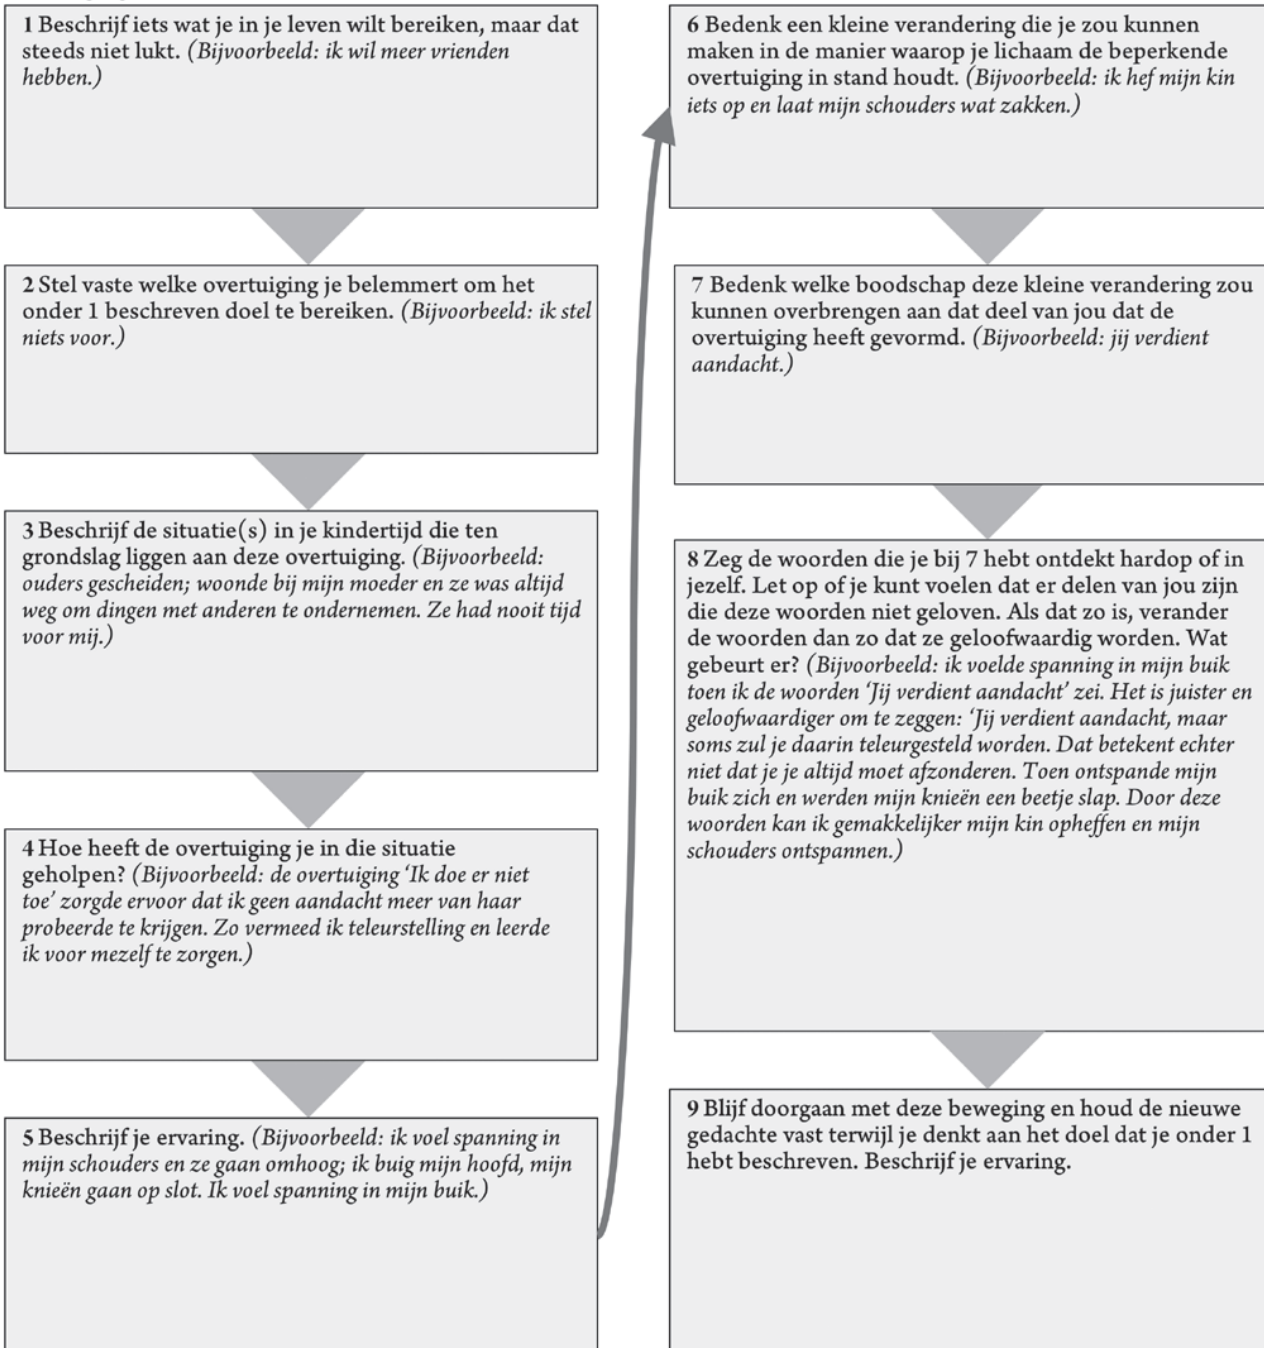 1 Beschrijf iets wat je in je leven wilt bereiken, maar dat
steeds niet lukt. (Bijvoorbeeld: ik wil meer vrienden
hebben.)
2 Stel vaste welke overtuiging je belemmert om het
onder 1 beschreven doel te bereiken. (Bijvoorbeeld: ik stel
niets voor.)
3 Beschrijf de situatie(s) in je kindertijd die ten
grondslag liggen aan deze overtuiging. (Bijvoorbeeld:
ouders gescheiden; woonde bij mijn moeder en ze was altijd
weg om dingen met anderen te ondernemen. Ze had nooit tijd
voor mij.)
4 Hoe heeft de overtuiging je in die situatie
geholpen? (Bijvoorbeeld: de overtuiging ‘Ik doe er niet
toe’ zorgde ervoor dat ik geen aandacht meer van haar
probeerde te krijgen. Zo vermeed ik teleurstelling en leerde
ik voor mezelf te zorgen.)
5 Beschrijf je ervaring. (Bijvoorbeeld: ik voel spanning in
mijn schouders en ze gaan omhoog; ik buig mijn hoofd, mijn
knieën gaan op slot. Ik voel spanning in mijn buik.)
6 Bedenk een kleine verandering die je zou kunnen
maken in de manier waarop je lichaam de beperkende
overtuiging in stand houdt. (Bijvoorbeeld: ik hef mijn kin
iets op en laat mijn schouders wat zakken.)
7 Bedenk welke boodschap deze kleine verandering zou
kunnen overbrengen aan dat deel van jou dat de
overtuiging heeft gevormd. (Bijvoorbeeld: jij verdient
aandacht.)
8 Zeg de woorden die je bij 7 hebt ontdekt hardop of in
jezelf. Let op of je kunt voelen dat er delen van jou zijn
die deze woorden niet geloven. Als dat zo is, verander
de woorden dan zo dat ze geloofwaardig worden. Wat
gebeurt er? (Bijvoorbeeld: ik voelde spanning in mijn buik
toen ik de woorden ‘Jij verdient aandacht’ zei. Het is juister en
geloofwaardiger om te zeggen: ‘Jij verdient aandacht, maar
soms zul je daarin teleurgesteld worden. Dat betekent echter
niet dat je je altijd moet afzonderen. Toen ontspande mijn
buik zich en werden mijn knieën een beetje slap. Door deze
woorden kan ik gemakkelijker mijn kin opheffen en mijn
schouders ontspannen.)
9 Blijf doorgaan met deze beweging en houd de nieuwe
gedachte vast terwijl je denkt aan het doel dat je onder 1
hebt beschreven. Beschrijf je ervaring.